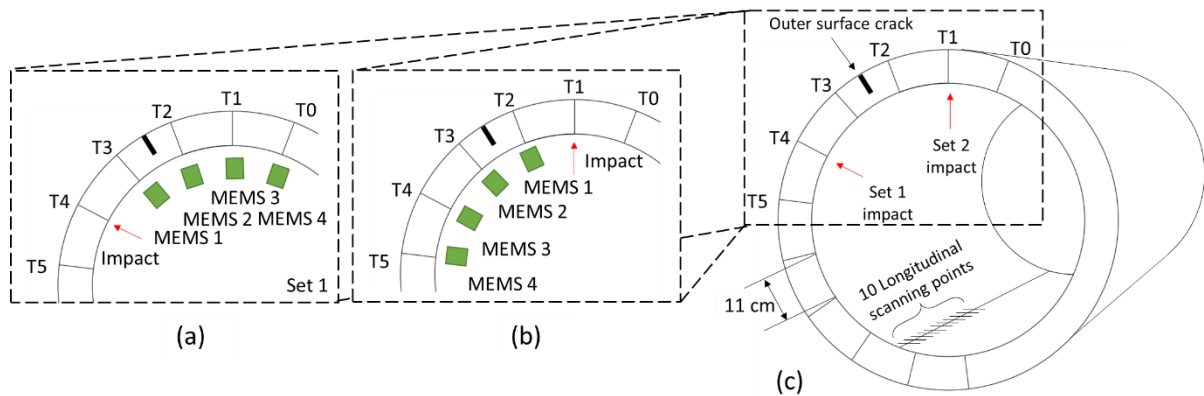 T1
T2
T0
T3
T4
T5
MEMS 3
MEMS 2
MEMS 4
MEMS 1
Impact
Set 1
(a)
T1
T2
T0
T3
T4
T5
Impact
MEMS 1
MEMS 2
MEMS 3
MEMS 4
(b)
Outer surface crack
T1
T2
T0
T3
T4
T5
Set 2
impact
Set 1
impact
10 Longitudinal
scanning points
11 cm
(c)